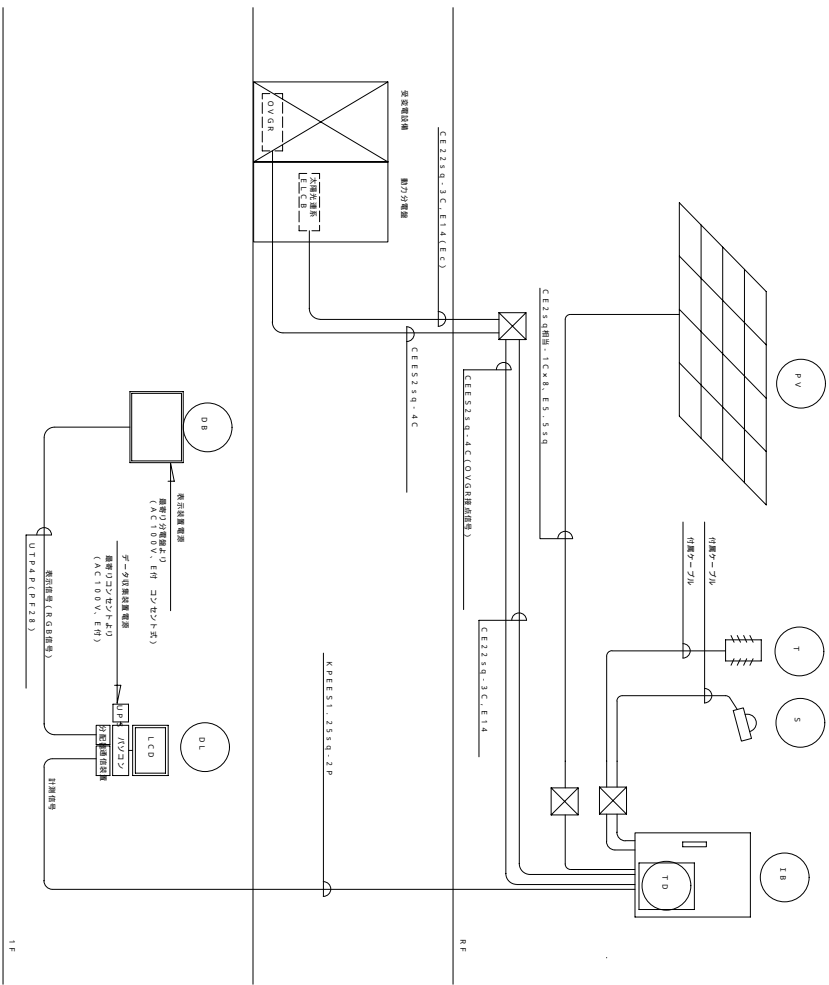 PV
T
S
IB
TD
付属ケーブル
付属ケーブル
CE2sq相当-1C×8、E5.5sq
CE22sq-3C,E14
CEES2sq-4C(OVGR接点信号)
RF
CE22sq-3C,E14(Ec)
CEES2sq-4C
受変電設備
動力分電盤
OVGR
太陽光連系
ELCB
KPEES1.25sq-2P
DB
DL
表示装置電源
最寄り分電盤より
(AC100V、E付 コンセント式)
データ収集装置電源
最寄りコンセントより
(AC100V、E付)
LCD
パソコン
UPS
分配器
通信装置
表示信号(RGB信号)
UTP4P(PF28)
計測信号
1F